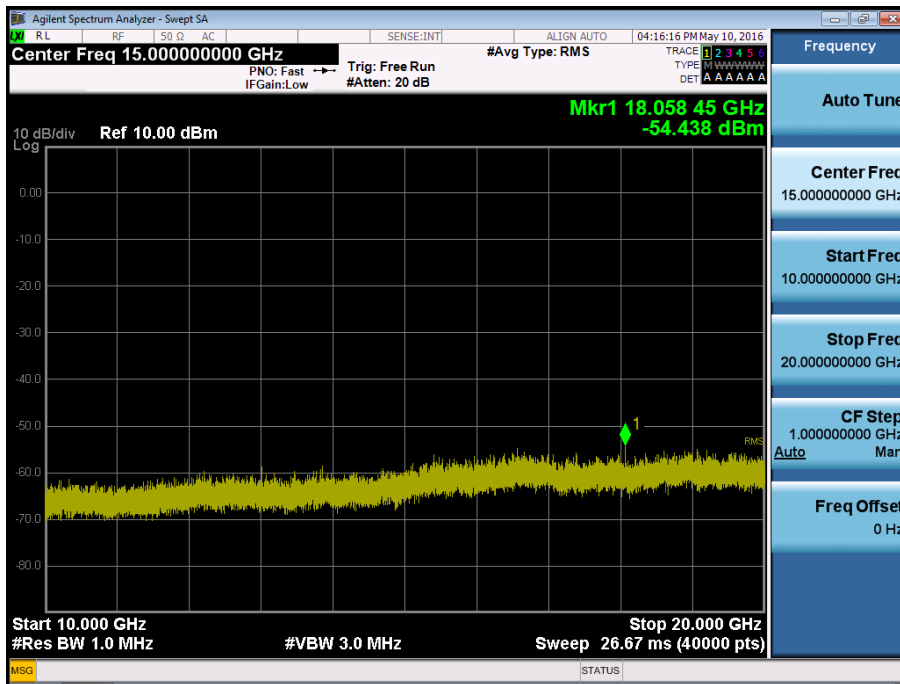 Agilent Spectrum Analyzer - Swept SA
LXI RL RF 50 Ω AC SENSE:INT ALIGN AUTO 04:16:16 PM May 10, 2016
Center Freq 15.000000000 GHz
PNO: Fast
IFGain:Low
Trig: Free Run
#Atten: 20 dB
#Avg Type: RMS
TRACE 1 2 3 4 5 6
TYPE M W W W W W
DET A A A A A A
Mkr1 18.058 45 GHz
-54.438 dBm
10 dB/div Ref 10.00 dBm
Log
0.00
-10.0
-20.0
-30.0
-40.0
-50.0
-60.0
-70.0
-80.0
1
RMS
Start 10.000 GHz Stop 20.000 GHz
#Res BW 1.0 MHz #VBW 3.0 MHz Sweep 26.67 ms (40000 pts)
MSG STATUS
Frequency
Auto Tune
Center Freq
15.000000000 GHz
Start Freq
10.000000000 GHz
Stop Freq
20.000000000 GHz
CF Step
1.000000000 GHz
Auto Man
Freq Offset
0 Hz